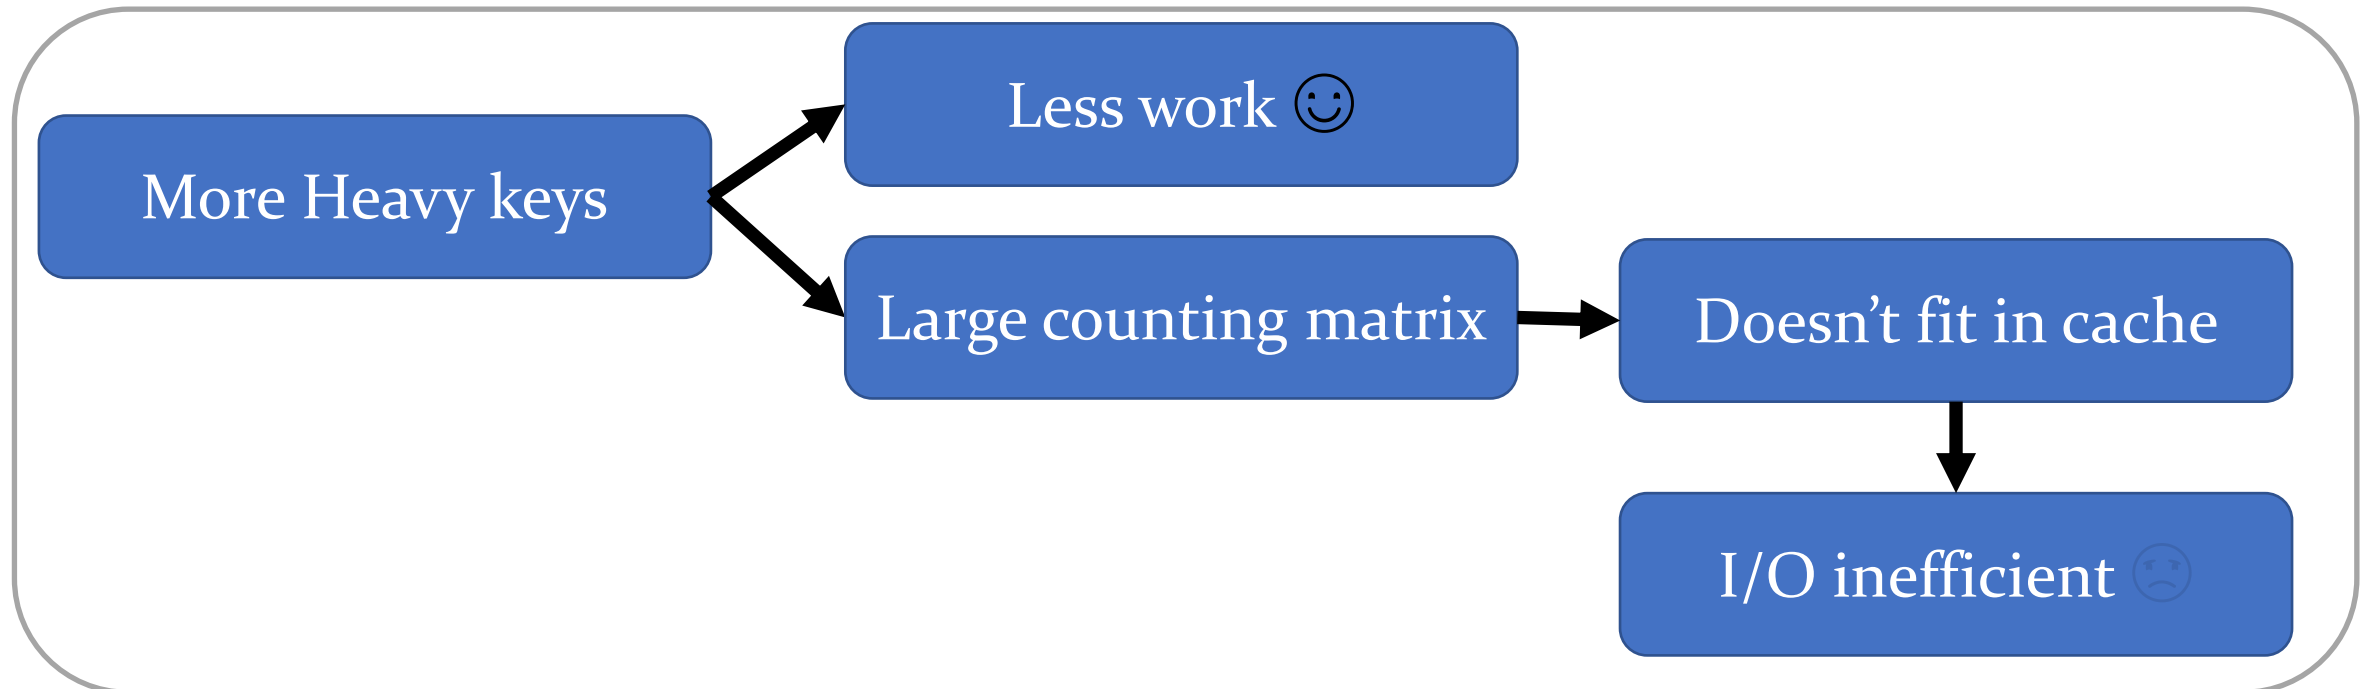 Less work ☺
More Heavy keys
Large counting matrix
Doesn’t fit in cache
I/O inefficient ☹